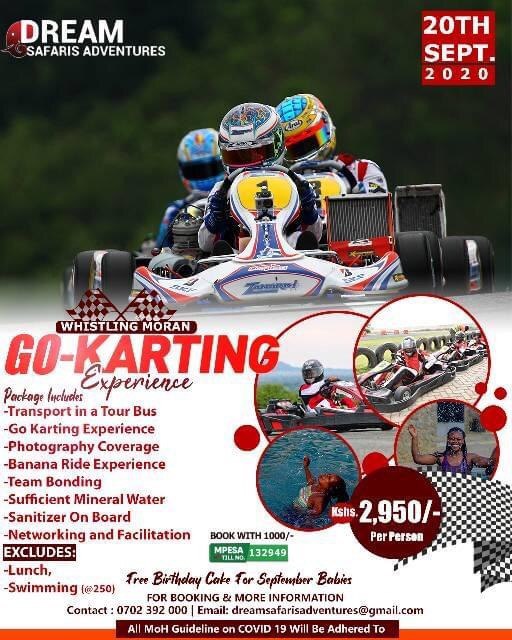 DREAM
SAFARIS ADVENTURES
20TH
SEPT.
2020
WHISTLING MORAN
GO-KARTING
Experience
Package Includes
-Transport in a Tour Bus
-Go Karting Experience
-Photography Coverage
-Banana Ride Experience
-Team Bonding
-Sufficient Mineral Water
-Sanitizer On Board
-Networking and Facilitation
EXCLUDES:
-Lunch,
-Swimming (@250)
BOOK WITH 1000/-
MPESA
TILL NO. 132949
Kshs. 2,950/-
Per Person
Free Birthday Cake For September Babies
FOR BOOKING & MORE INFORMATION
Contact : 0702 392 000 | Email: dreamsafarisadventures@gmail.com
All MoH Guideline on COVID 19 Will Be Adhered To